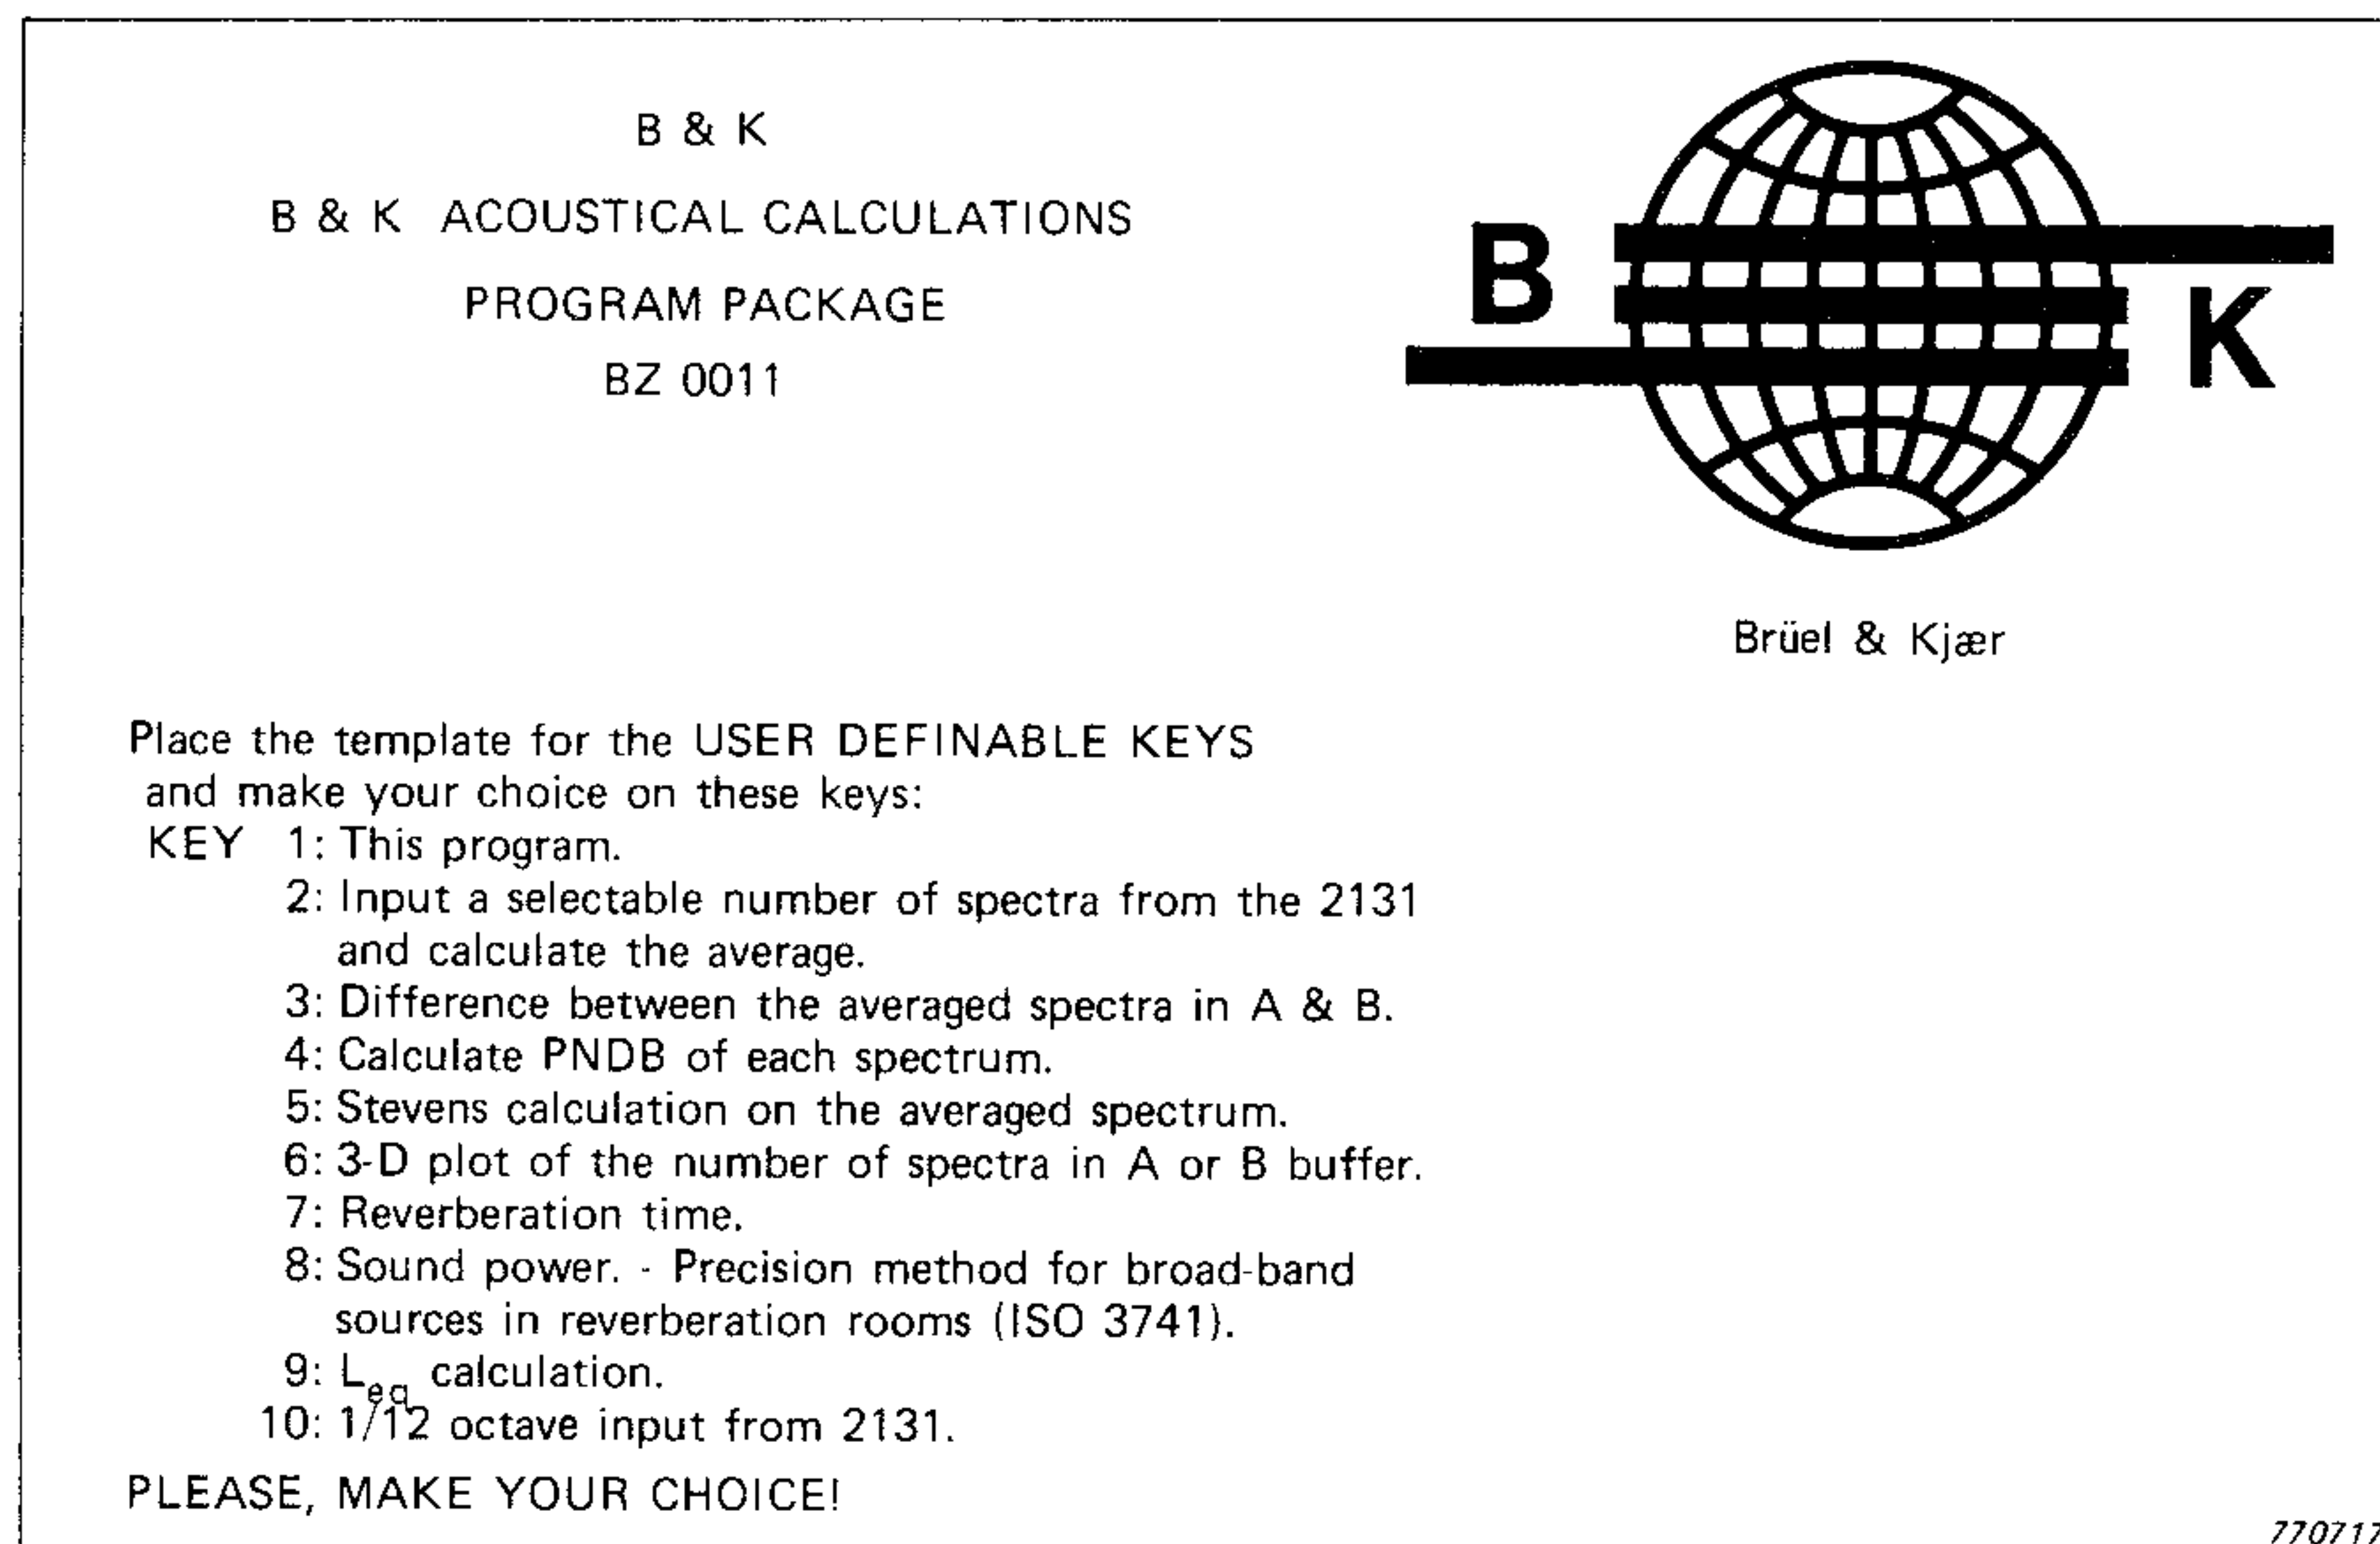 B & K
B & K ACOUSTICAL CALCULATIONS
PROGRAM PACKAGE
BZ 0011
B
K
Brüel & Kjær
Place the template for the USER DEFINABLE KEYS
and make your choice on these keys:
KEY 1: This program.
2: Input a selectable number of spectra from the 2131
and calculate the average.
3: Difference between the averaged spectra in A & B.
4: Calculate PNDB of each spectrum.
5: Stevens calculation on the averaged spectrum.
6: 3-D plot of the number of spectra in A or B buffer.
7: Reverberation time.
8: Sound power. - Precision method for broad-band
sources in reverberation rooms (ISO 3741).
9: Leq calculation.
10: 1/12 octave input from 2131.
PLEASE, MAKE YOUR CHOICE!
770717